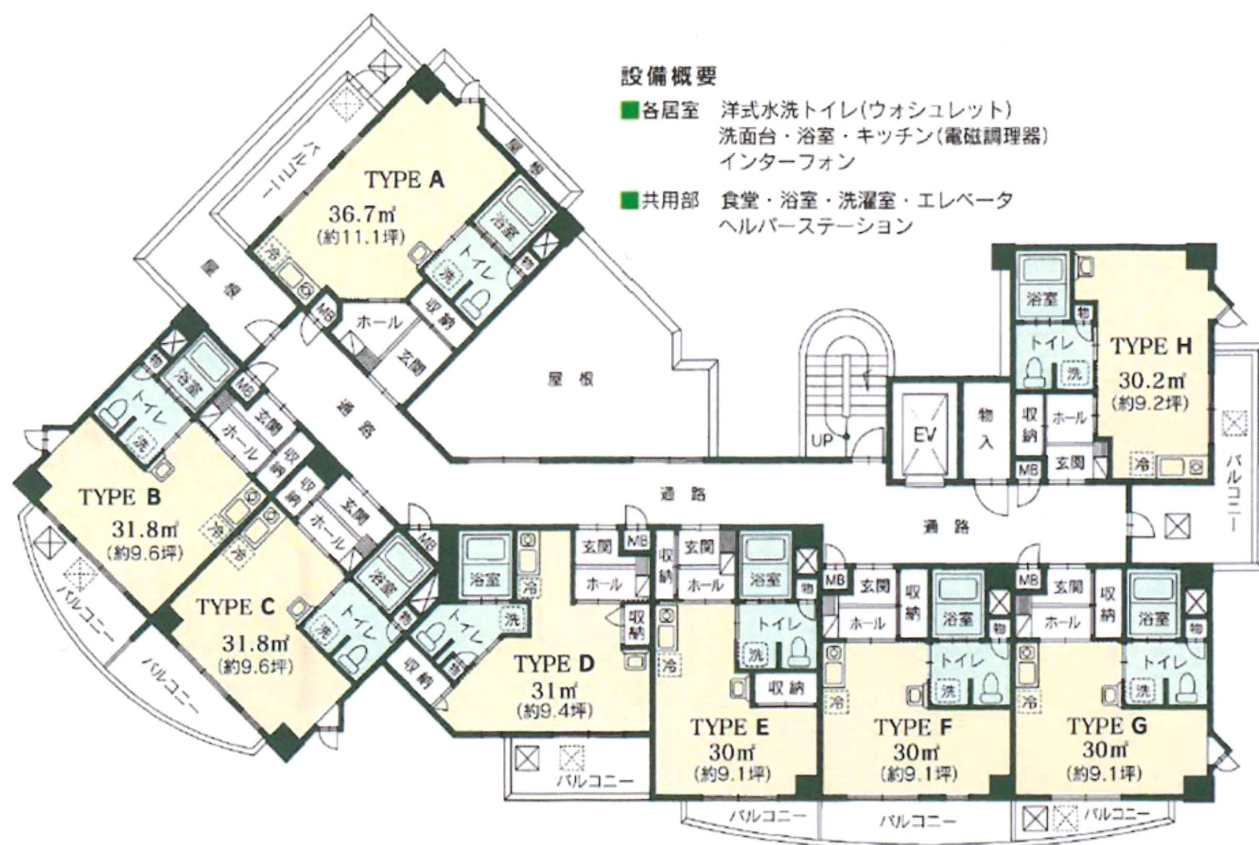 設備概要
■各居室 洋式水洗トイレ(ウォシュレット)
洗面台・浴室・キッチン(電磁調理器)
インターフォン
■共用部 食堂・浴室・洗濯室・エレベータ
ヘルパーステーション
バルコニー
屋根
TYPE A
36.7㎡
(約11.1坪)
冷
浴室
物
トイレ
洗
MB
ホール
収納
玄関
屋根
屋根
通路
物
浴室
トイレ
洗
MB
玄関
ホール
収納
TYPE B
31.8㎡
(約9.6坪)
冷
バルコニー
収納
玄関
ホール
MB
冷
浴室
物
トイレ
洗
TYPE C
31.8㎡
(約9.6坪)
バルコニー
UP
EV
物入
通路
通路
浴室
物
トイレ
洗
TYPE H
30.2㎡
(約9.2坪)
収納
ホール
玄関
MB
冷
バルコニー
浴室
冷
玄関
MB
ホール
トイレ
洗
物
収納
収納
TYPE D
31㎡
(約9.4坪)
バルコニー
収納
玄関
ホール
浴室
物
トイレ
洗
冷
収納
TYPE E
30㎡
(約9.1坪)
バルコニー
MB
玄関
ホール
収納
浴室
物
トイレ
洗
冷
TYPE F
30㎡
(約9.1坪)
バルコニー
MB
玄関
ホール
収納
浴室
物
トイレ
洗
冷
TYPE G
30㎡
(約9.1坪)
バルコニー